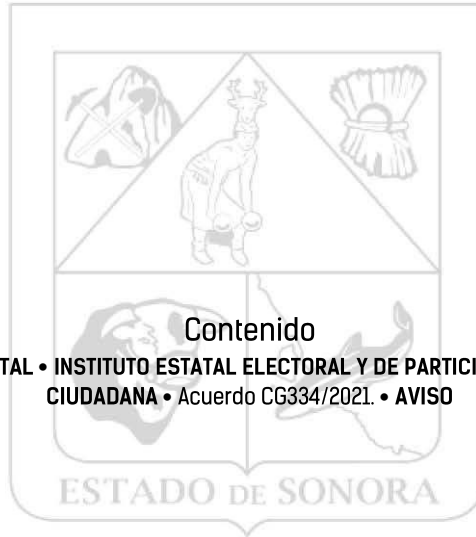 Contenido
TAL • INSTITUTO ESTATAL ELECTORAL Y DE PARTICI
CIUDADANA • Acuerdo CG334/2021. • AVISO
ESTADO DE SONORA